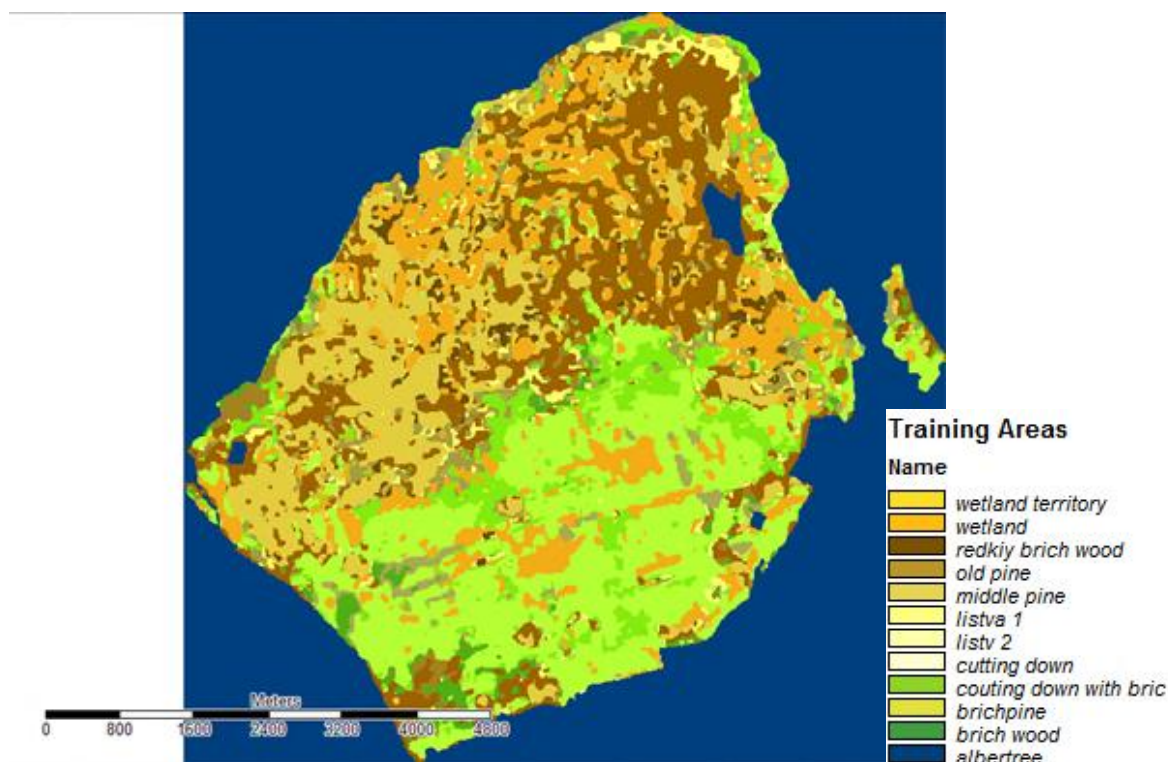 Training Areas
Name
wetland territory
wetland
redkiy brich wood
old pine
middle pine
listva 1
listv 2
cutting down
couting down with bric
brichpine
brich wood
albertree
Meters
0 800 1600 2400 3200 4000 4800